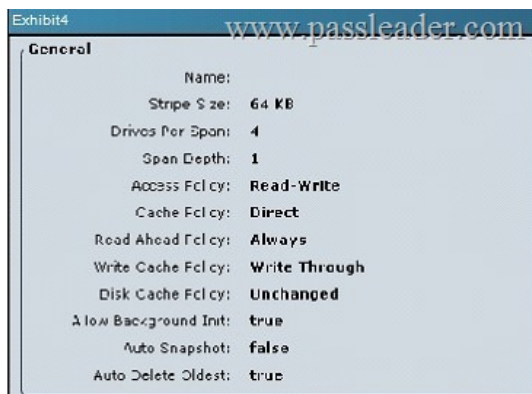 Exhibit4
www.passleader.com
General
Name:
Stripe Size: 64 KB
Drives Per Span: 4
Span Depth: 1
Access Policy: Read-Write
Cache Policy: Direct
Read Ahead Policy: Always
Write Cache Policy: Write Through
Disk Cache Policy: Unchanged
Allow Background Init: true
Auto Snapshot: false
Auto Delete Oldest: true